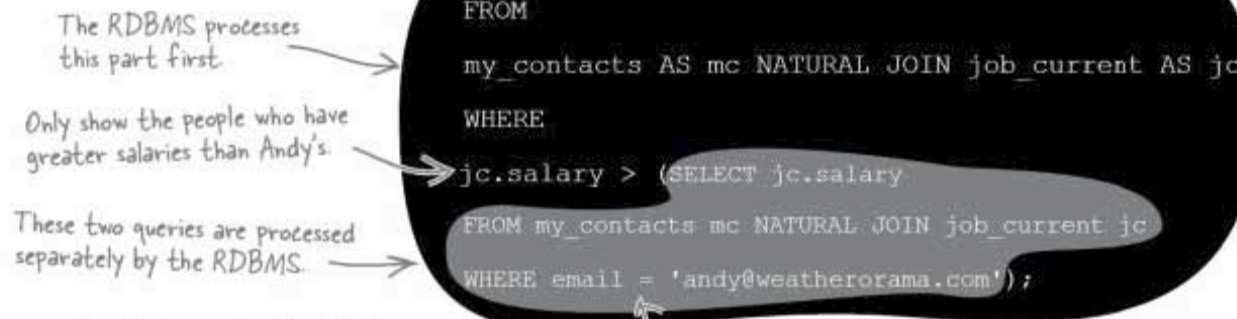 FROM
The RDBMS processes
this part first.
my_contacts AS mc NATURAL JOIN job_current AS jc
WHERE
Only show the people who have
greater salaries than Andy's.
jc.salary > (SELECT jc.salary
These two queries are processed
separately by the RDBMS.
FROM my_contacts mc NATURAL JOIN job_current jc
WHERE email = 'andy@weatherorama.com');